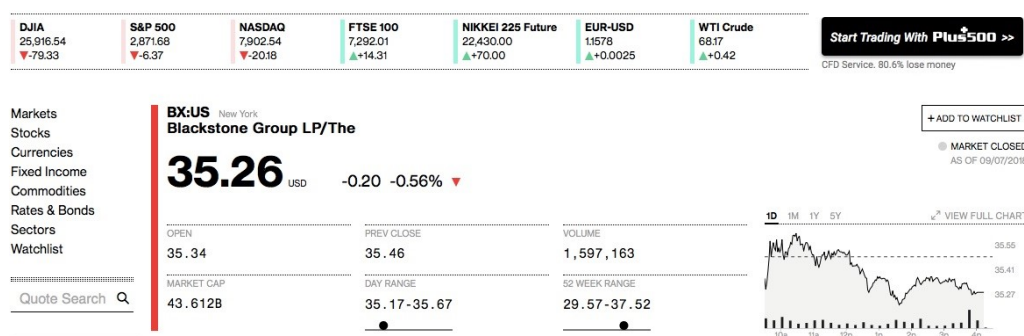 DJIA
25,916.54
▼-79.33
S&P 500
2,871.68
▼-6.37
NASDAQ
7,902.54
▼-20.18
FTSE 100
7,292.01
▲+14.31
NIKKEI 225 Future
22,430.00
▲+70.00
EUR-USD
1.1578
▲+0.0025
WTI Crude
68.17
▲+0.42
Start Trading With Plus500 >>
CFD Service. 80.6% lose money
Markets
Stocks
Currencies
Fixed Income
Commodities
Rates & Bonds
Sectors
Watchlist
Quote Search
BX:US New York
Blackstone Group LP/The
35.26 USD -0.20 -0.56% ▼
+ ADD TO WATCHLIST
MARKET CLOSED
AS OF 09/07/2018
OPEN
35.34
PREV CLOSE
35.46
VOLUME
1,597,163
MARKET CAP
43.612B
DAY RANGE
35.17-35.67
52 WEEK RANGE
29.57-37.52
1D 1M 1Y 5Y
VIEW FULL CHART
35.55
35.41
35.27
10a 11a 12p 1p 2p 3p 4p